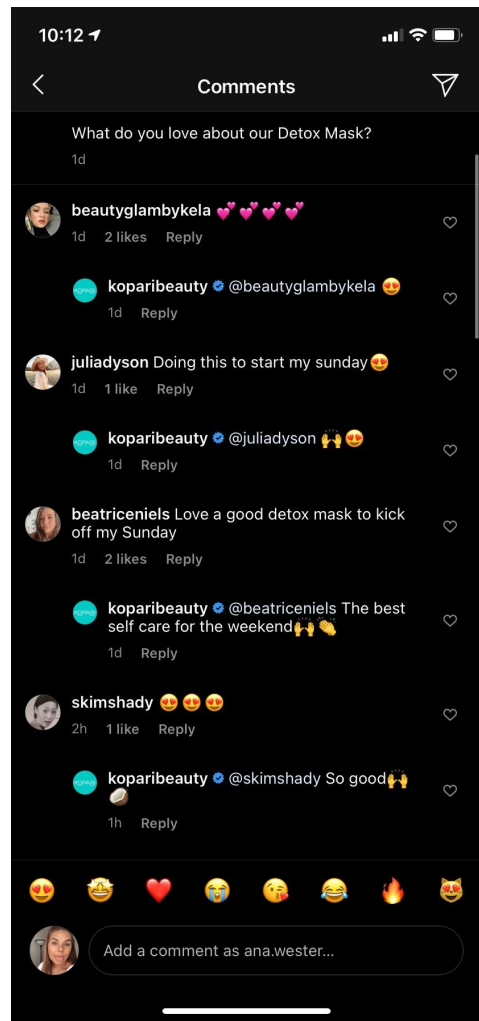 10:12
Comments
What do you love about our Detox Mask?
1d
beautyglambykela 💕💕💕💕
1d 2 likes Reply
koparibeauty @beautyglambykela 😍
1d Reply
juliadyson Doing this to start my sunday😍
1d 1 like Reply
koparibeauty @juliadyson 🙌😍
1d Reply
beatriceniels Love a good detox mask to kick
off my Sunday
1d 2 likes Reply
koparibeauty @beatriceniels The best
self care for the weekend🙌👏
1d Reply
skimshady 😍😍😍
2h 1 like Reply
koparibeauty @skimshady So good🙌
🥥
1h Reply
😍 🤩 ❤️ 😭 😘 😂 🔥 😻
Add a comment as ana.wester...